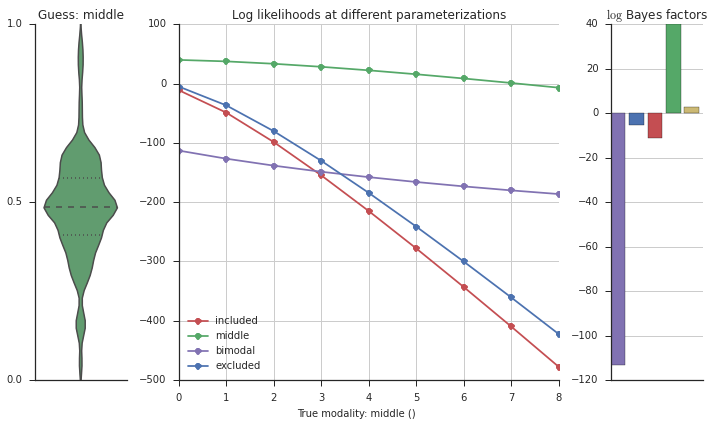 Guess: middle
1.0
0.5
0.0
Log likelihoods at different parameterizations
100
0
−100
−200
−300
−400
−500
included
middle
bimodal
excluded
0 1 2 3 4 5 6 7 8
True modality: middle ()
log Bayes factors
40
20
0
−20
−40
−60
−80
−100
−120